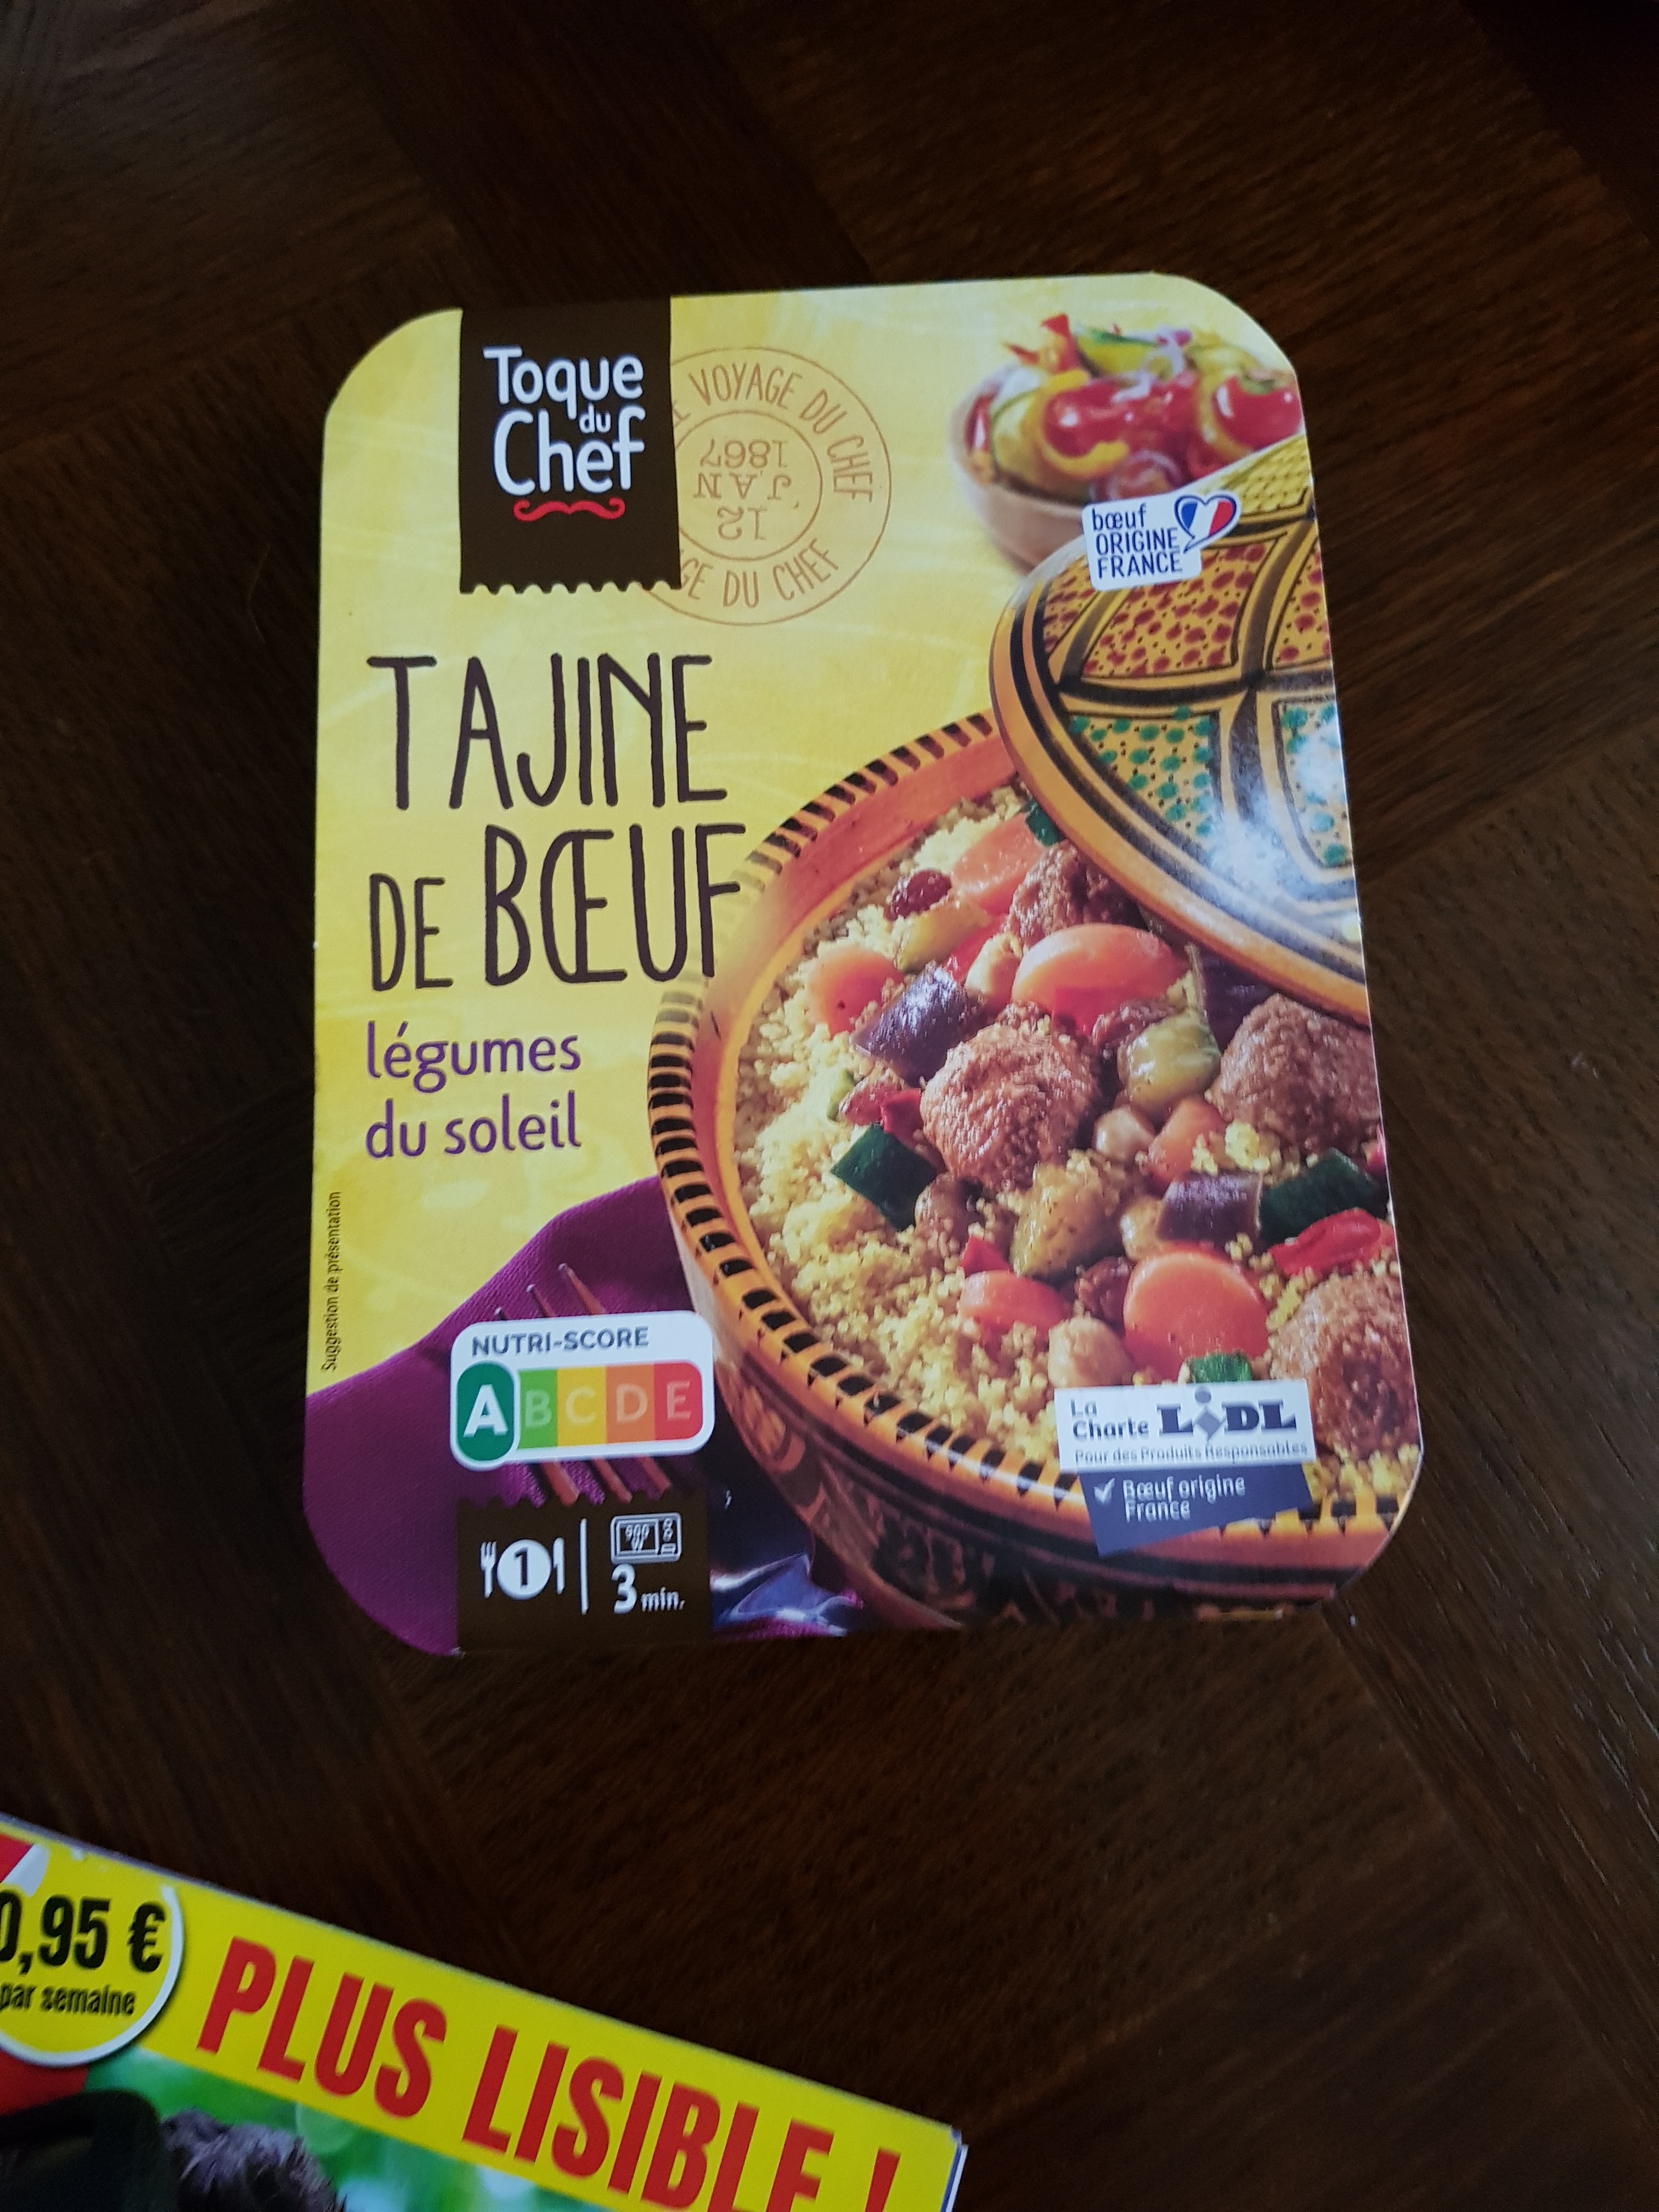 Toque
du
Chef
E VOYAGE DU CHEF
12
JAN
1867
GE DU CHEF
bœuf
ORIGINE
FRANCE
TAJINE
DE BŒUF
légumes
du soleil
Suggestion de présentation
NUTRI-SCORE
A B C D E
1
900
W
3 min.
La
Charte LIDL
Pour des Produits Responsables
Bœuf origine
France
0,95 €
par semaine
PLUS LISIBLE !